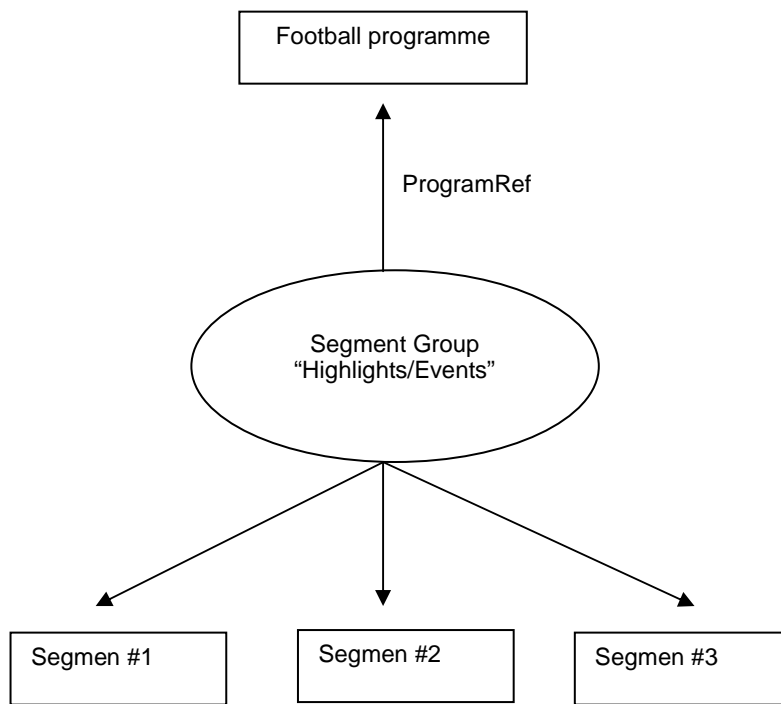 Football programme
ProgramRef
Segment Group
“Highlights/Events”
Segmen #1
Segmen #2
Segmen #3